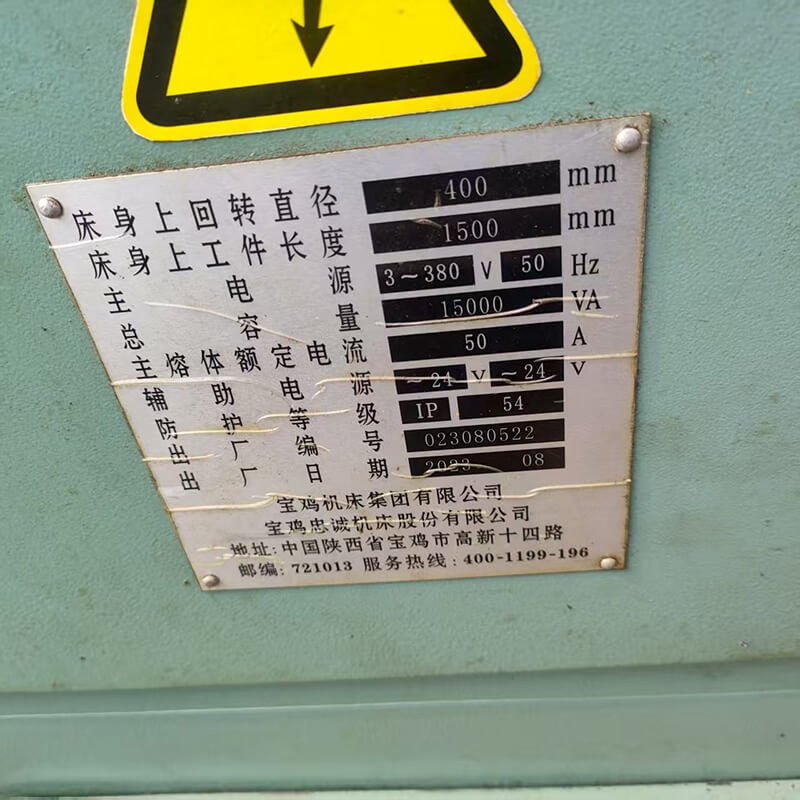 床身上回转直径 400 mm
床身上工件长度 1500 mm
主电源 3～380 V 50 Hz
总容量 15000 VA
主熔体额定电流 50 A
辅助电源 ～24 V ～24 V
防护等级 IP 54
出厂编号 023080522
出厂日期 2023 08
宝鸡机床集团有限公司
宝鸡忠诚机床股份有限公司
地址:中国陕西省宝鸡市高新十四路
邮编:721013 服务热线:400-1199-196